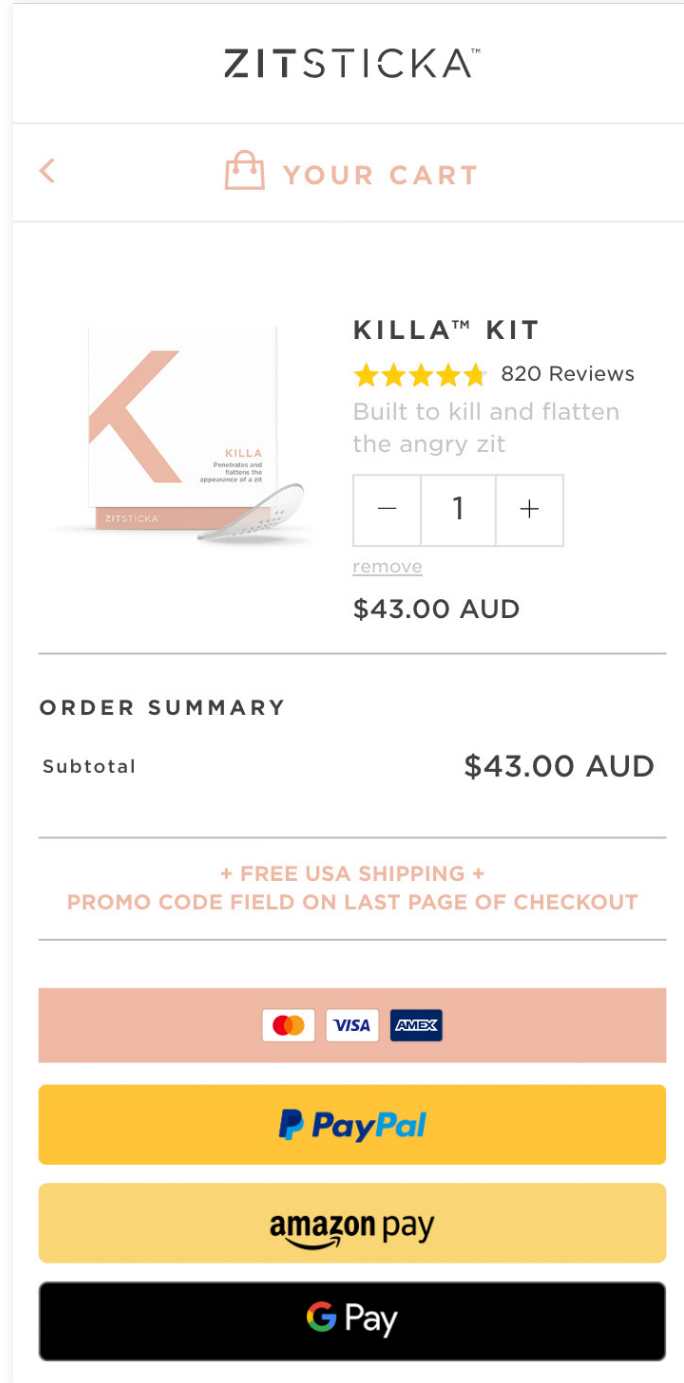 ZITSTICKA™
< YOUR CART
KILLA™ KIT
820 Reviews
Built to kill and flatten
the angry zit
KILLA
Penetrates and
flattens the
appearance of a zit
ZITSTICKA
− 1 +
remove
$43.00 AUD
ORDER SUMMARY
Subtotal $43.00 AUD
+ FREE USA SHIPPING +
PROMO CODE FIELD ON LAST PAGE OF CHECKOUT
VISA AMEX
PayPal
amazon pay
G Pay